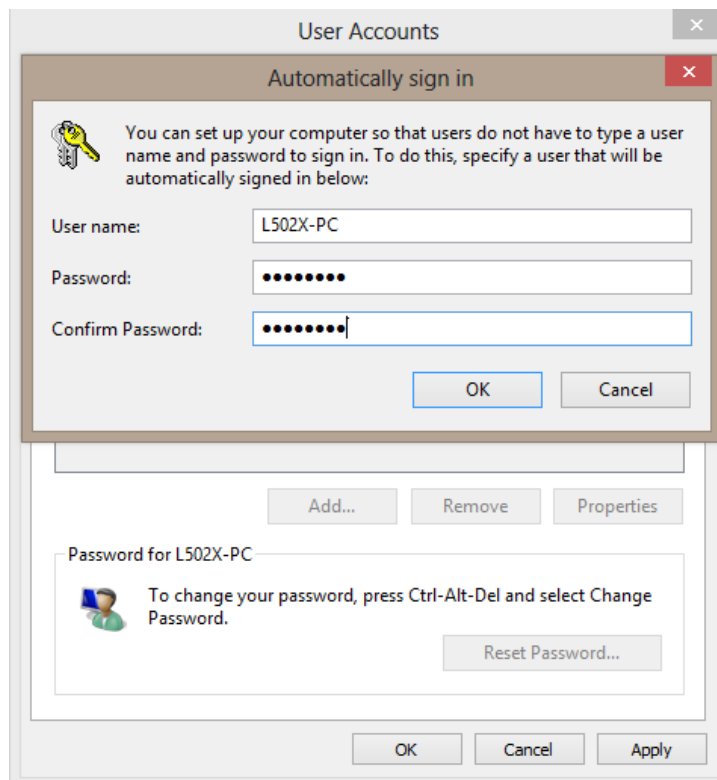 User Accounts
Automatically sign in
You can set up your computer so that users do not have to type a user
name and password to sign in. To do this, specify a user that will be
automatically signed in below:
User name: L502X-PC
Password: ●●●●●●●●
Confirm Password: ●●●●●●●●
OK Cancel
Add... Remove Properties
Password for L502X-PC
To change your password, press Ctrl-Alt-Del and select Change
Password.
Reset Password...
OK Cancel Apply